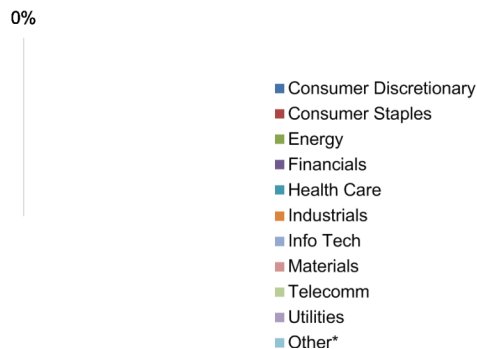 0%
Consumer Discretionary
Consumer Staples
Energy
Financials
Health Care
Industrials
Info Tech
Materials
Telecomm
Utilities
Other*